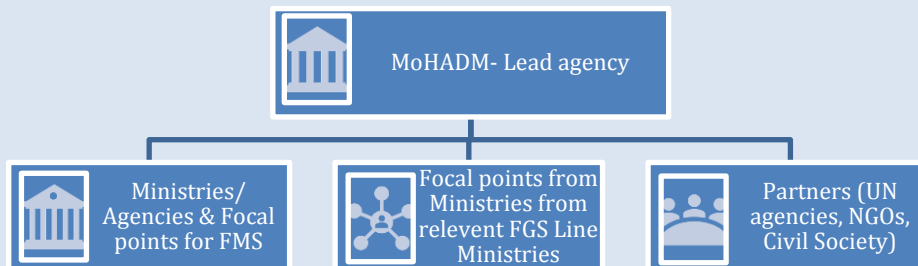 MoHADM- Lead agency
Ministries/
Agencies & Focal
points for FMS
Focal points from
Ministries from
relevent FGS Line
Ministries
Partners (UN
agencies, NGOs,
Civil Society)